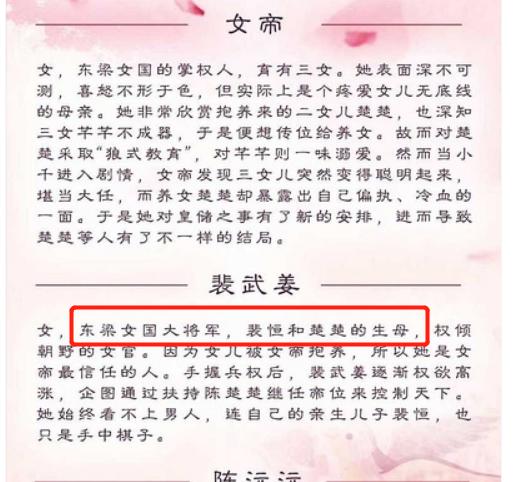 女帝
女，东梁女国的掌权人，育有三女。她表面深不可
测，喜怒不形于色，但实际上是个疼爱女儿无底线
的母亲。她非常欣赏抱养来的二女儿楚楚，也深知
三女芊芊不成器，于是便想传位给养女。故而对楚
楚采取“狼式教育”，对芊芊则一味溺爱。然而当小
千进入剧情，女帝发现三女儿突然变得聪明起来，
堪当大任，而养女楚楚却暴露出自己偏执、冷血的
一面。于是她对皇储之事有了新的安排，进而导致
楚楚等人有了不一样的结局。
裴武姜
女，东梁女国大将军，裴恒和楚楚的生母，权倾
朝野的女官。因为女儿被女帝抱养，所以她是女
帝最信任的人。手握兵权后，裴武姜逐渐权欲高
涨，企图通过扶持陈楚楚继任帝位来控制天下。
她始终看不上男人，连自己的亲生儿子裴恒，也
只是手中棋子。
陈沅沅